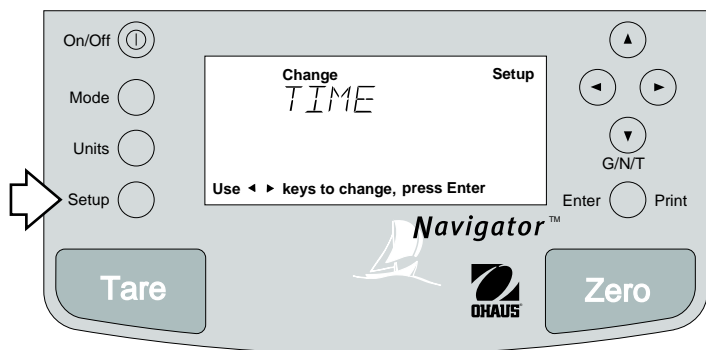 On/Off
Mode
Units
Setup
Change Setup
TIME
Use ◄ ► keys to change, press Enter
G/N/T
Enter Print
Navigator™
Tare
OHAUS®
Zero